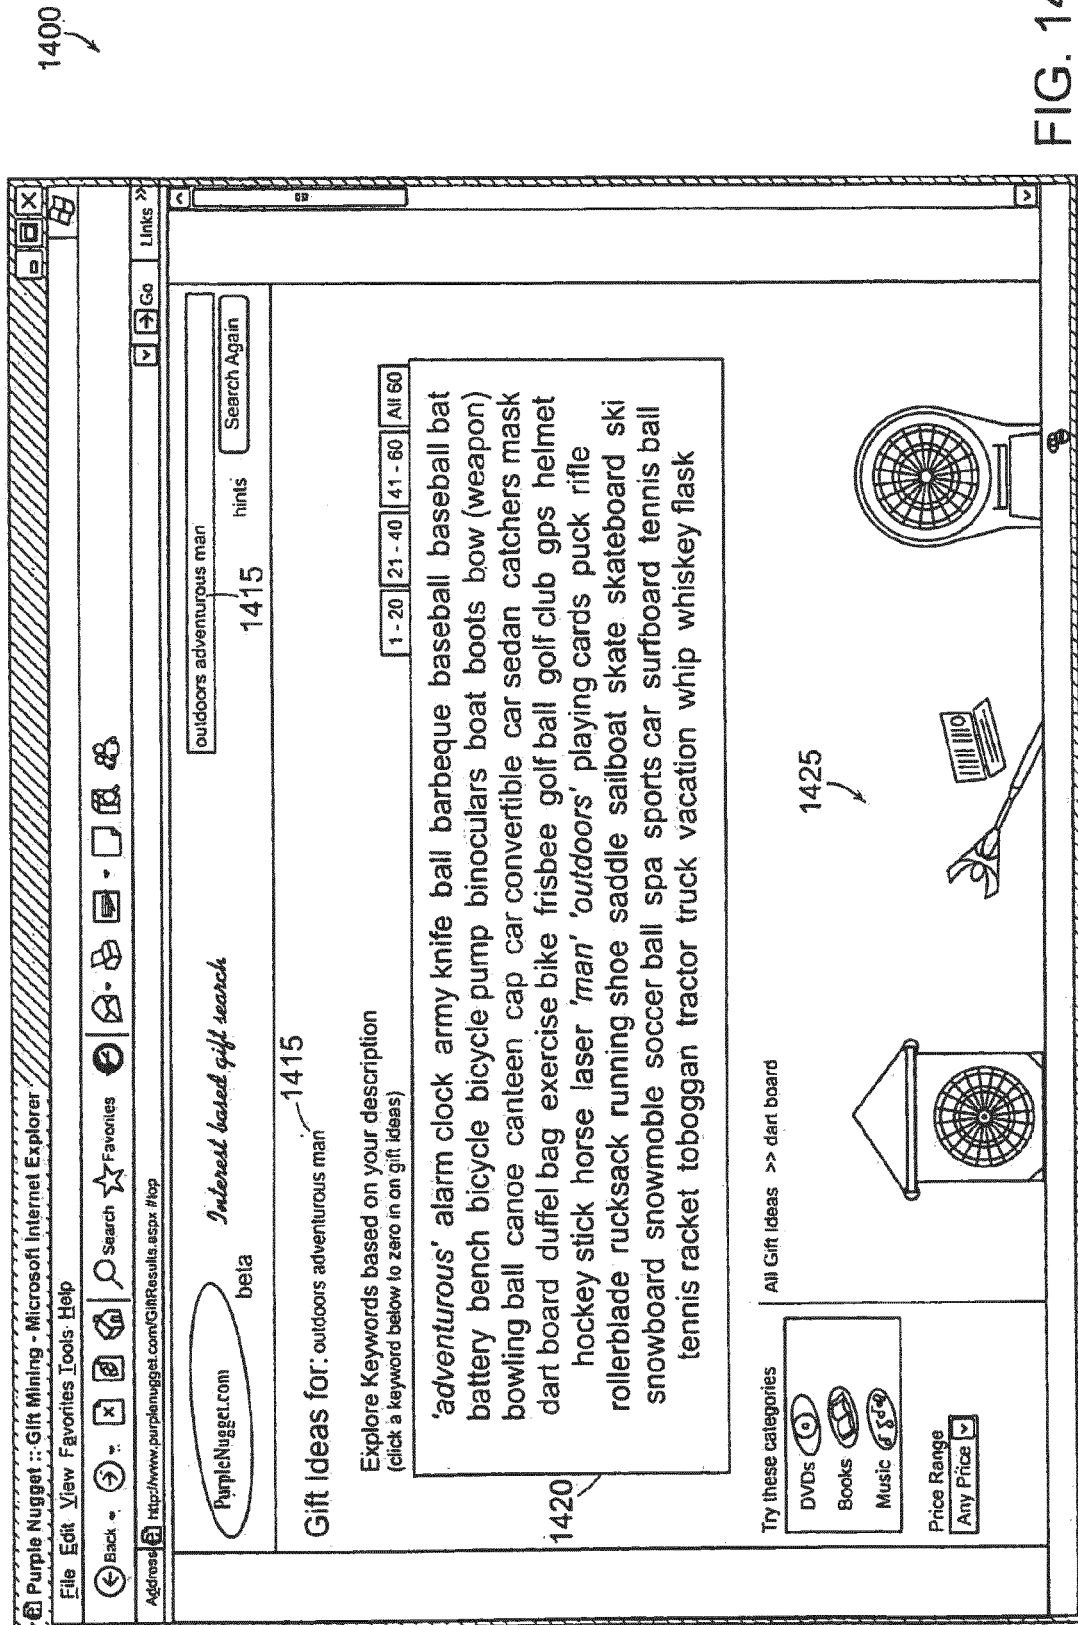 1400
Purple Nugget :: Gift Mining - Microsoft Internet Explorer
File Edit View Favorites Tools Help
Back Search Favorites
Address http://www.purplenugget.com/GiftResults.aspx #top Go Links »
PurpleNugget.com beta Interest based gift search
outdoors adventurous man
1415 hints Search Again
Gift Ideas for: outdoors adventurous man 1415
Explore Keywords based on your description
(click a keyword below to zero in on gift ideas)
1 - 20 21 - 40 41 - 60 All 60
'adventurous' alarm clock army knife ball barbeque baseball baseball bat
battery bench bicycle bicycle pump binoculars boat boots bow (weapon)
bowling ball canoe canteen cap car convertible car sedan catchers mask
dart board duffel bag exercise bike frisbee golf ball golf club gps helmet
hockey stick horse laser 'man' 'outdoors' playing cards puck rifle
rollerblade rucksack running shoe saddle sailboat skate skateboard ski
snowboard snowmobile soccer ball spa sports car surfboard tennis ball
tennis racket toboggan tractor truck vacation whip whiskey flask
1420
Try these categories
DVDs
Books
Music
Price Range
Any Price
All Gift Ideas >> dart board
1425
FIG. 14